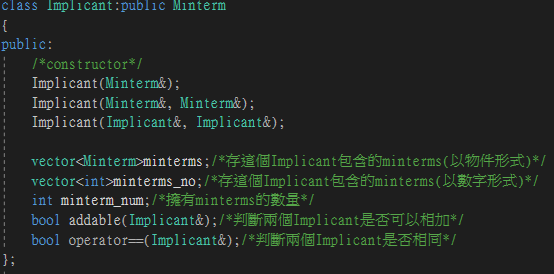 class Implicant:public Minterm
{
public:
/*constructor*/
Implicant(Minterm&);
Implicant(Minterm&, Minterm&);
Implicant(Implicant&, Implicant&);
vector<Minterm>minterms;/*存這個Implicant包含的minterms(以物件形式)*/
vector<int>minterms_no;/*存這個Implicant包含的minterms(以數字形式)*/
int minterm_num;/*擁有minterms的數量*/
bool addable(Implicant&);/*判斷兩個Implicant是否可以相加*/
bool operator==(Implicant&);/*判斷兩個Implicant是否相同*/
};